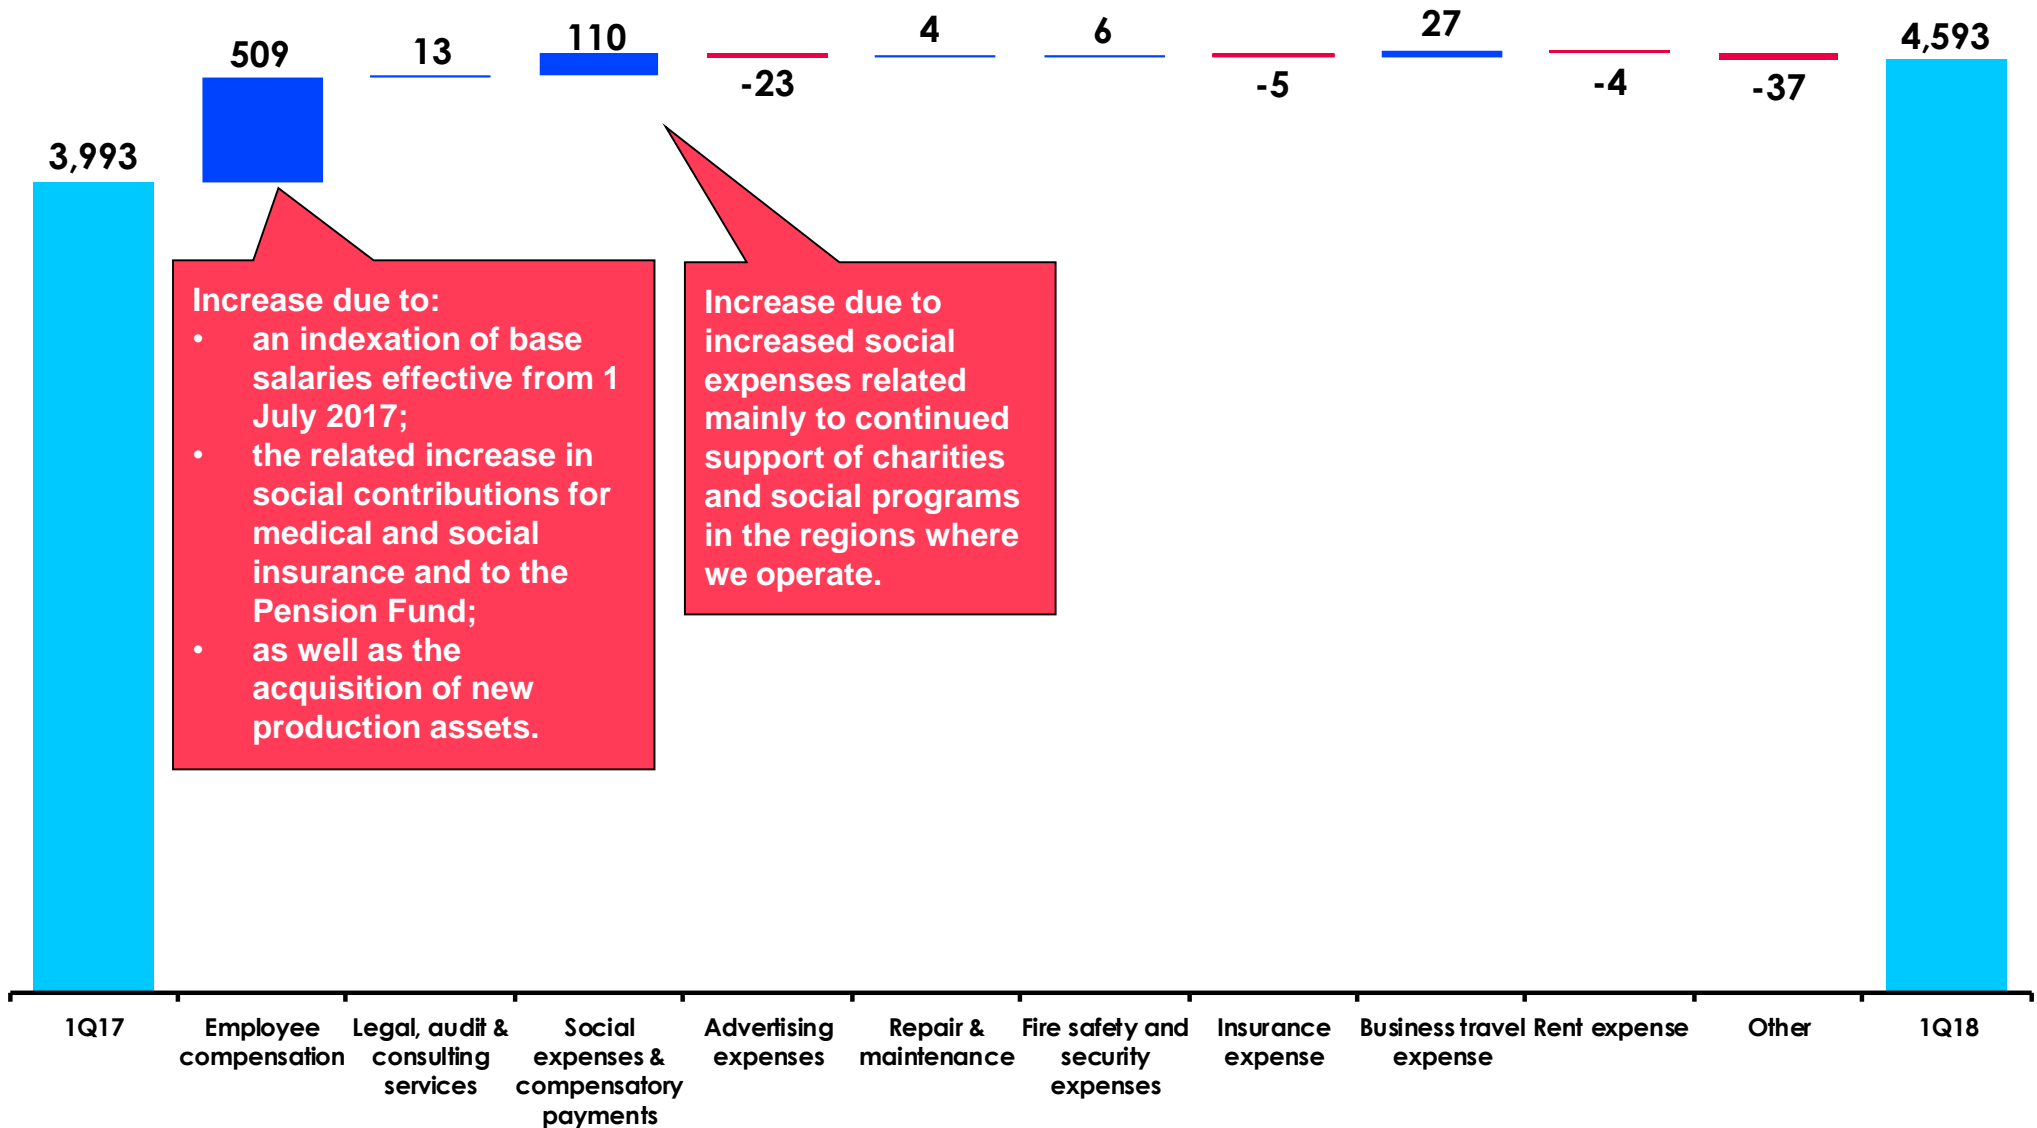 3,993
509
13
110
-23
4
6
-5
27
-4
-37
4,593
Increase due to:
• an indexation of base
salaries effective from 1
July 2017;
• the related increase in
social contributions for
medical and social
insurance and to the
Pension Fund;
• as well as the
acquisition of new
production assets.
Increase due to
increased social
expenses related
mainly to continued
support of charities
and social programs
in the regions where
we operate.
1Q17
Employee
compensation
Legal, audit &
consulting
services
Social
expenses &
compensatory
payments
Advertising
expenses
Repair &
maintenance
Fire safety and
security
expenses
Insurance
expense
Business travel
expense
Rent expense
Other
1Q18